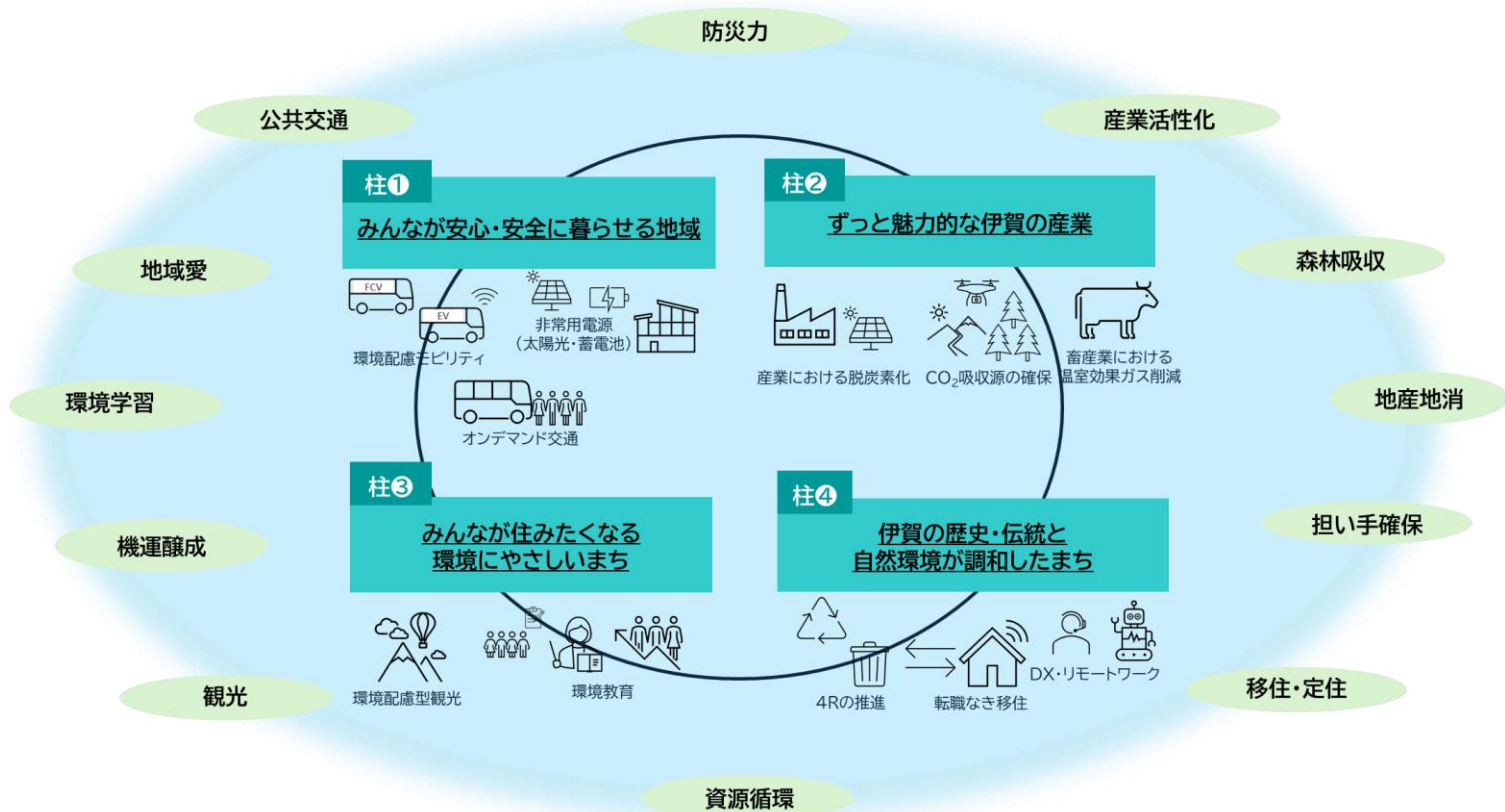 防災力
公共交通
産業活性化
柱❶
みんなが安心・安全に暮らせる地域
柱❷
ずっと魅力的な伊賀の産業
地域愛
森林吸収
FCV
EV
環境配慮モビリティ
非常用電源
(太陽光・蓄電池)
オンデマンド交通
産業における脱炭素化
CO₂吸収源の確保
畜産業における
温室効果ガス削減
環境学習
地産地消
柱❸
みんなが住みたくなる
環境にやさしいまち
柱❹
伊賀の歴史・伝統と
自然環境が調和したまち
機運醸成
担い手確保
環境配慮型観光
環境教育
4Rの推進
転職なき移住
DX・リモートワーク
観光
移住・定住
資源循環